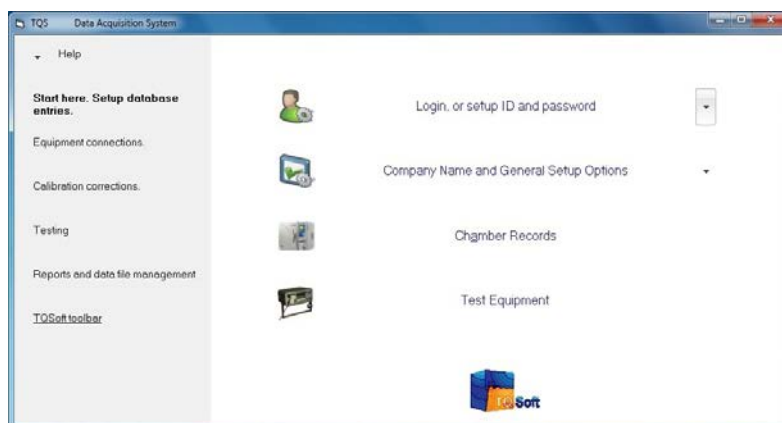 TQS Data Acquisition System
Help
Start here. Setup database
entries.
Equipment connections.
Calibration corrections.
Testing
Reports and data file management
TQSoft toolbar
Login, or setup ID and password
Company Name and General Setup Options
Chamber Records
Test Equipment
TQSoft